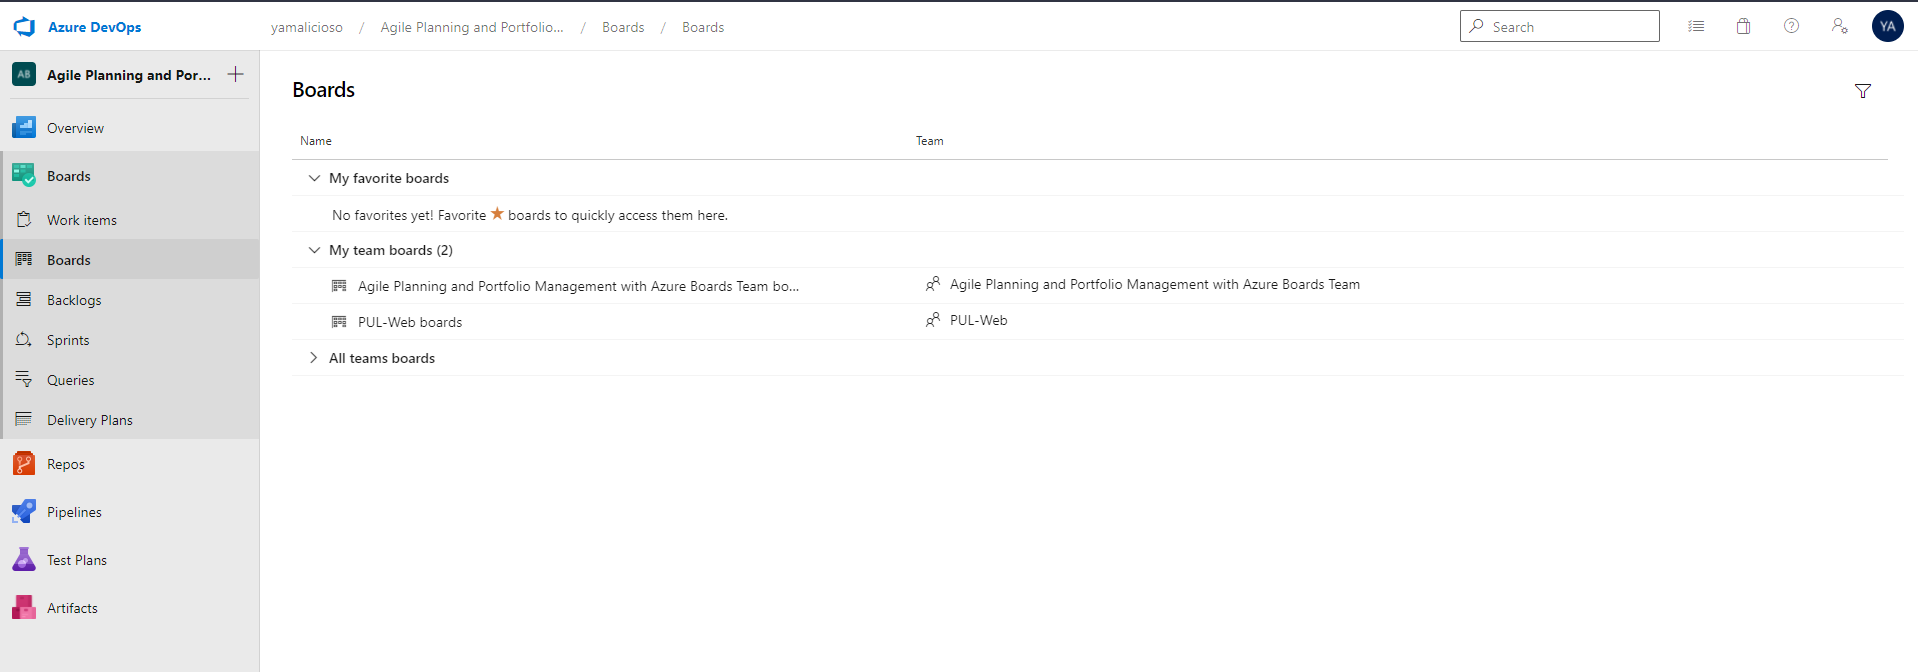 Azure DevOps
yamalicioso / Agile Planning and Portfolio... / Boards / Boards
Search
YA
AB Agile Planning and Por...
Overview
Boards
Work items
Boards
Backlogs
Sprints
Queries
Delivery Plans
Repos
Pipelines
Test Plans
Artifacts
Boards
Name Team
My favorite boards
No favorites yet! Favorite ★ boards to quickly access them here.
My team boards (2)
Agile Planning and Portfolio Management with Azure Boards Team bo... Agile Planning and Portfolio Management with Azure Boards Team
PUL-Web boards PUL-Web
All teams boards